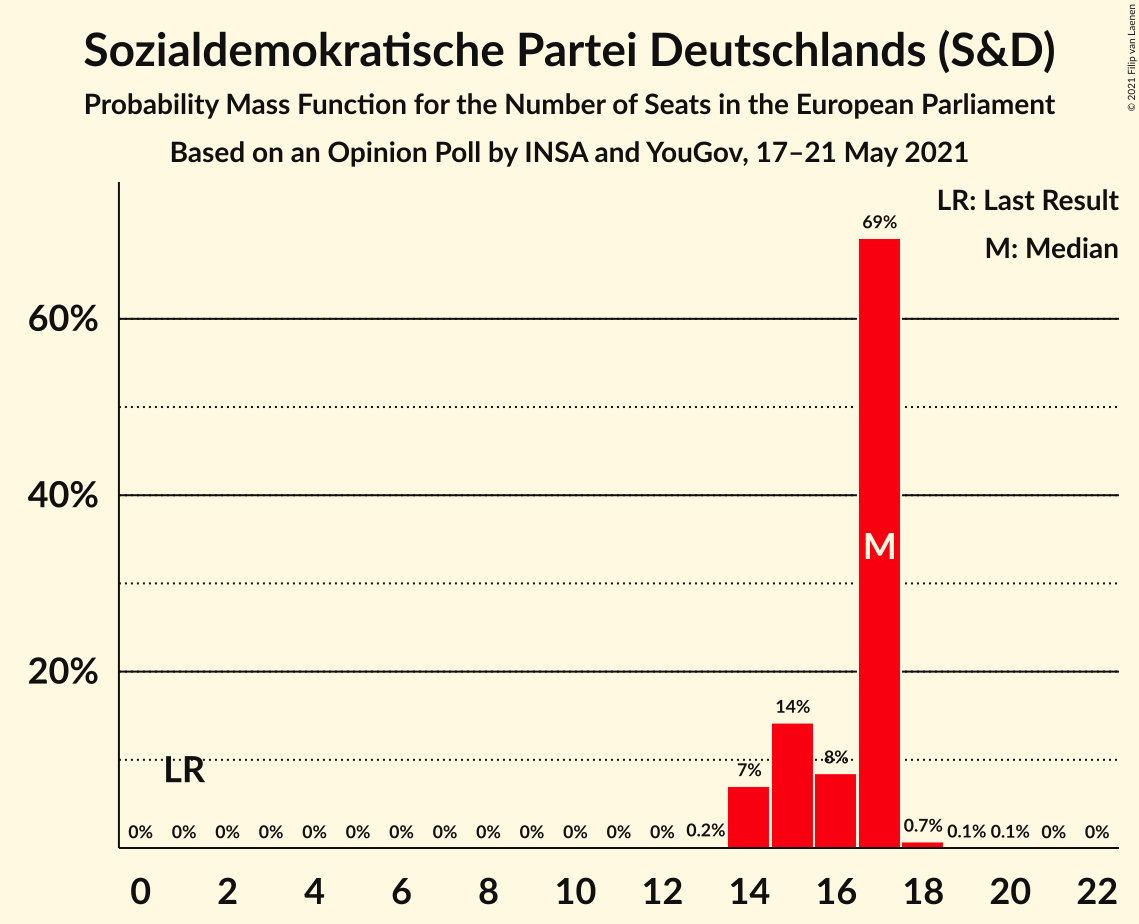 Sozialdemokratische Partei Deutschlands (S&D)
Probability Mass Function for the Number of Seats in the European Parliament
Based on an Opinion Poll by INSA and YouGov, 17–21 May 2021
© 2021 Filip van Laenen
LR: Last Result
M: Median
69%
60%
40%
M
20%
14%
LR
7%
8%
0% 0% 0% 0% 0% 0% 0% 0% 0% 0% 0% 0% 0% 0.2% 0.7% 0.1% 0.1% 0% 0%
0 2 4 6 8 10 12 14 16 18 20 22